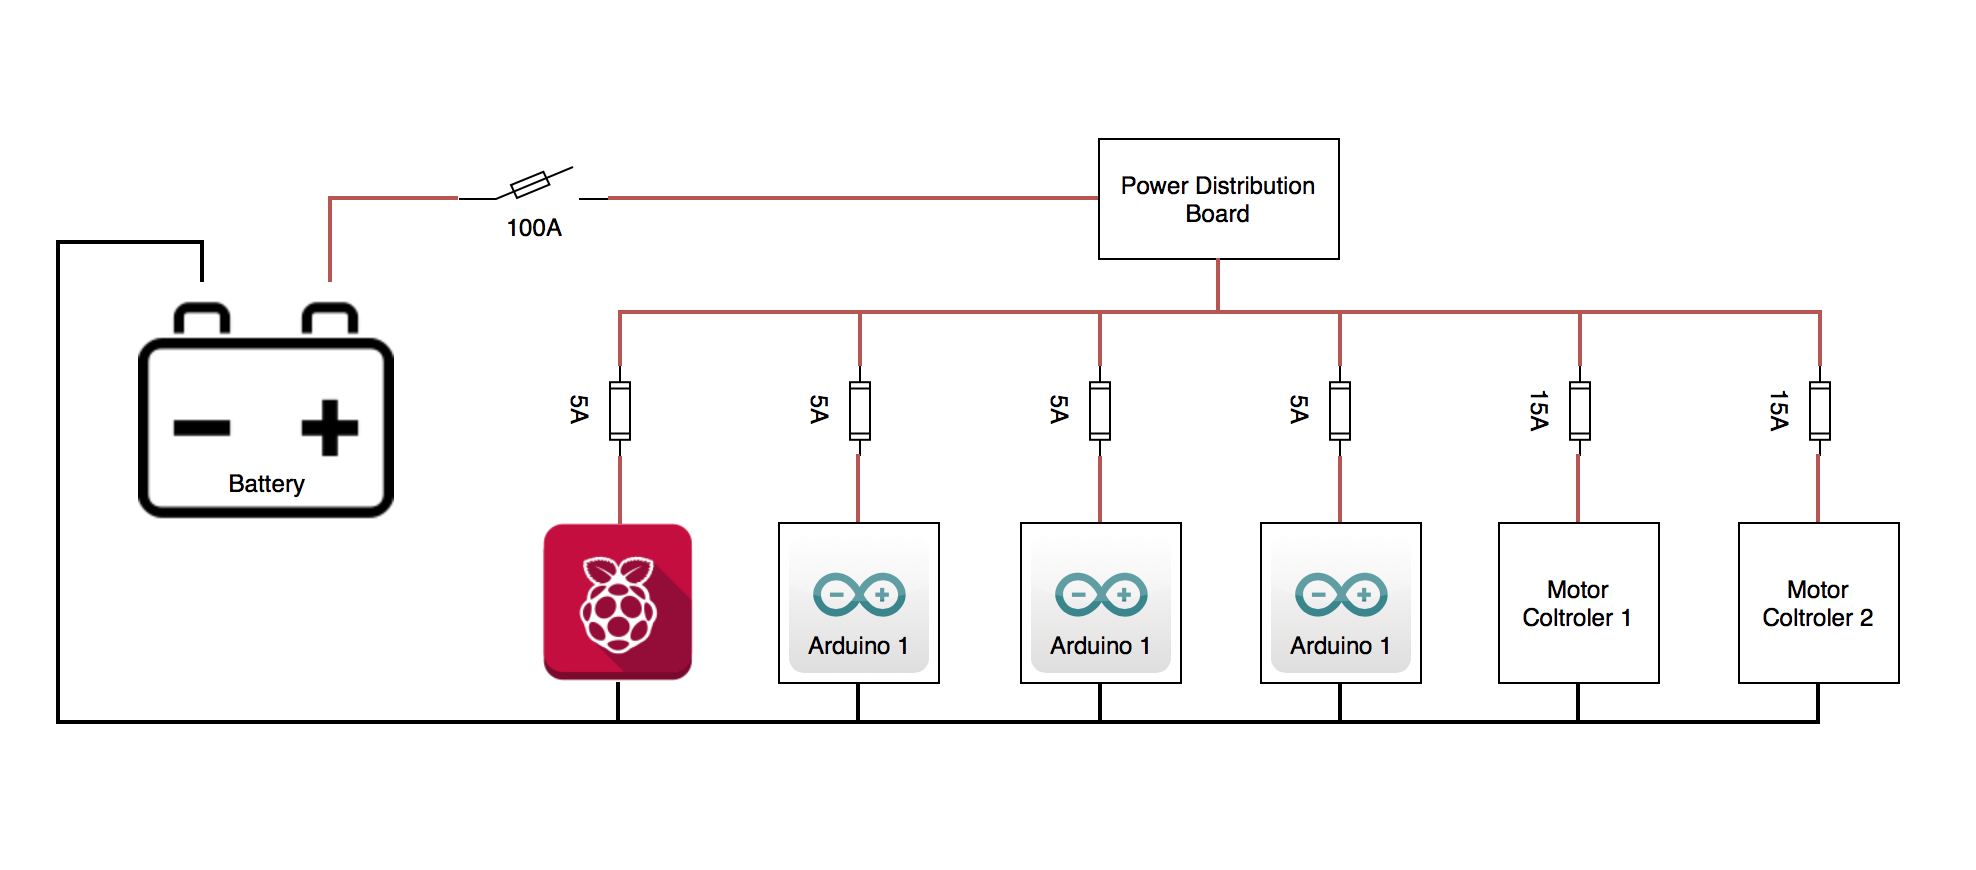 Power Distribution
Board
100A
5A
5A
5A
5A
15A
15A
Battery
Arduino 1
Arduino 1
Arduino 1
Motor
Coltroler 1
Motor
Coltroler 2